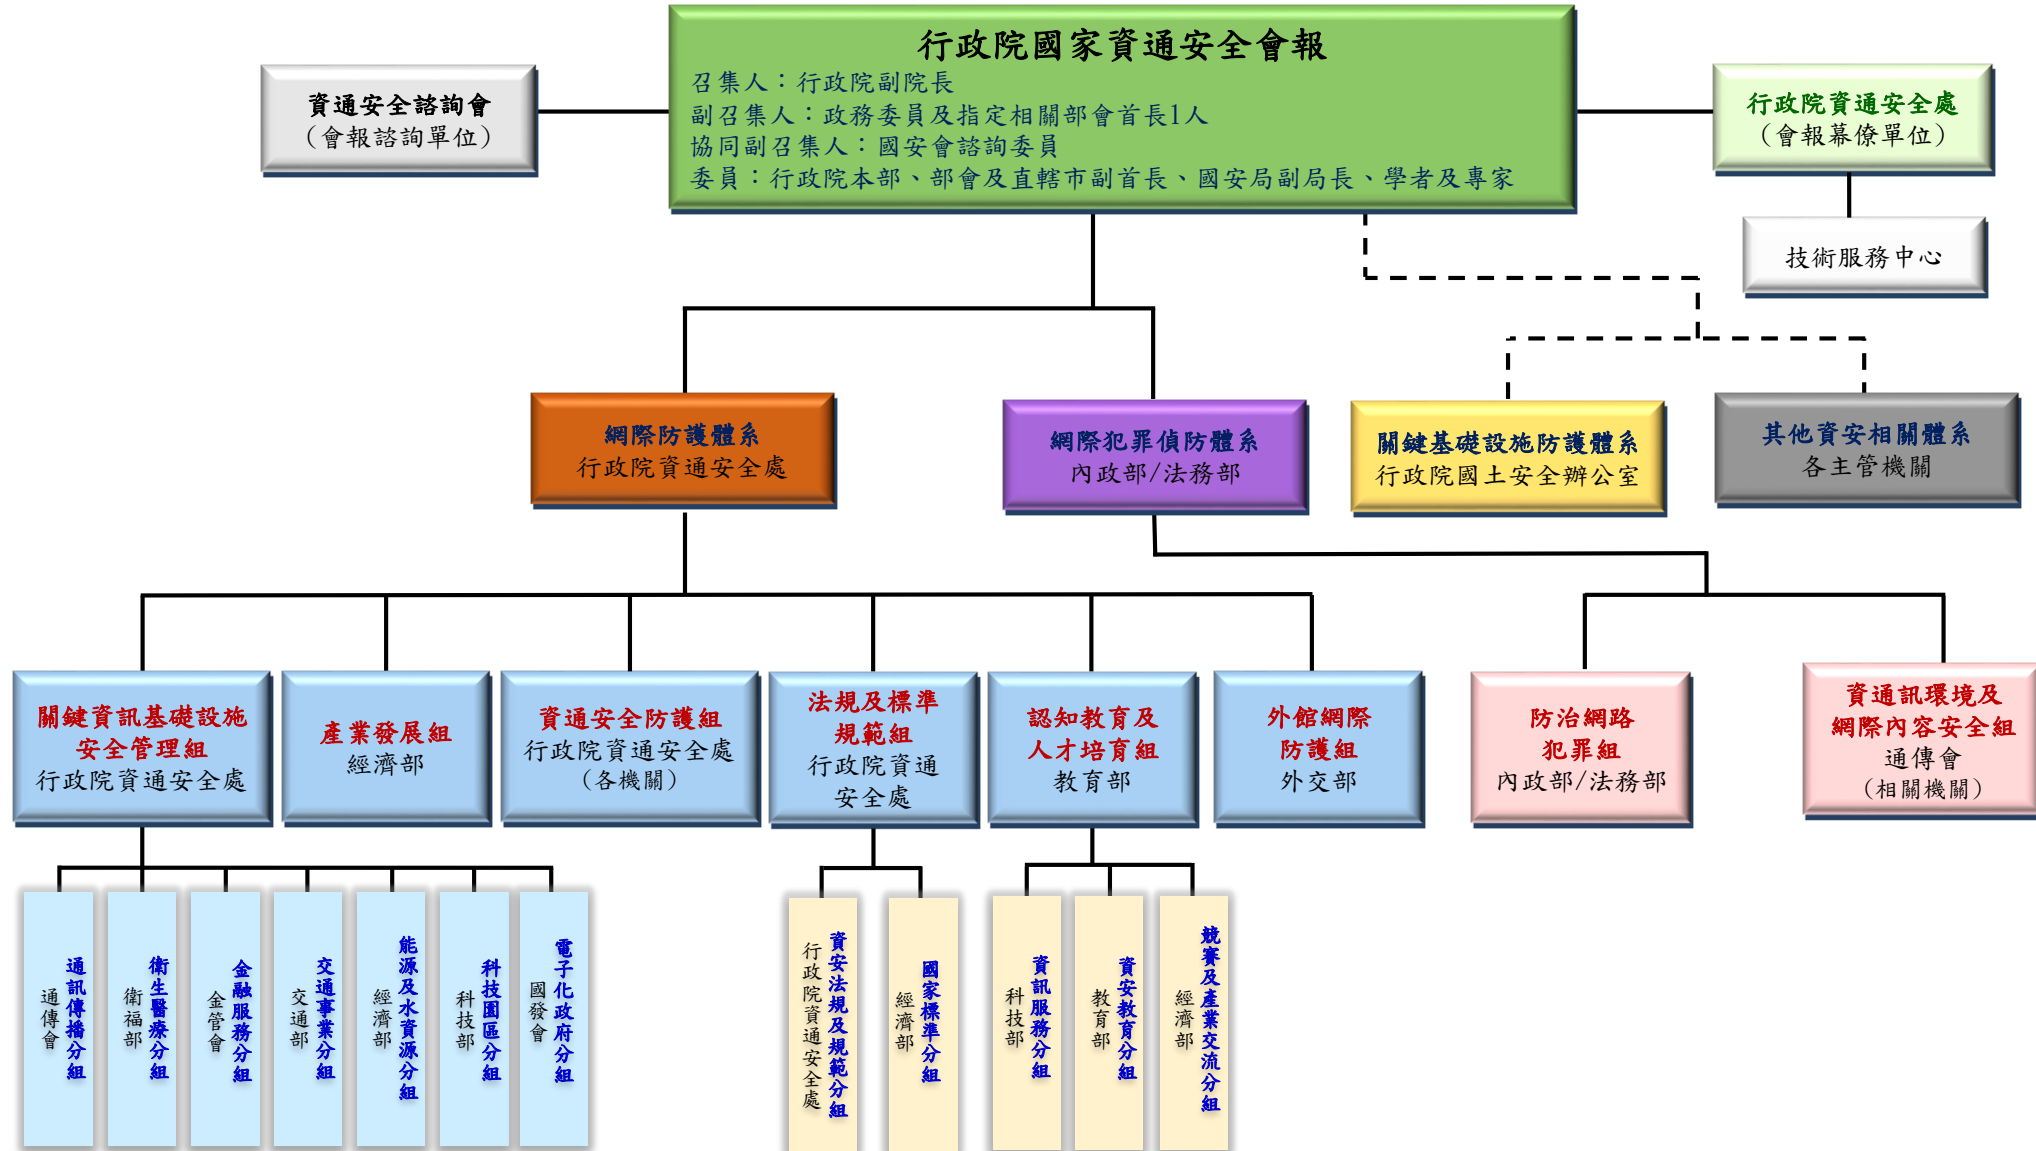 行政院國家資通安全會報
召集人：行政院副院長
副召集人：政務委員及指定相關部會首長1人
協同副召集人：國安會諮詢委員
委員：行政院本部、部會及直轄市副首長、國安局副局長、學者及專家
資通安全諮詢會
（會報諮詢單位）
行政院資通安全處
（會報幕僚單位）
技術服務中心
網際防護體系
行政院資通安全處
網際犯罪偵防體系
內政部/法務部
關鍵基礎設施防護體系
行政院國土安全辦公室
其他資安相關體系
各主管機關
關鍵資訊基礎設施
安全管理組
行政院資通安全處
產業發展組
經濟部
資通安全防護組
行政院資通安全處
（各機關）
法規及標準
規範組
行政院資通
安全處
認知教育及
人才培育組
教育部
外館網際
防護組
外交部
防治網路
犯罪組
內政部/法務部
資通訊環境及
網際內容安全組
通傳會
（相關機關）
通訊傳播分組
通傳會
衛生醫療分組
衛福部
金融服務分組
金管會
交通事業分組
交通部
能源及水資源分組
經濟部
科技園區分組
科技部
電子化政府分組
國發會
資安法規及規範分組
行政院資通安全處
國家標準分組
經濟部
資訊服務分組
科技部
資安教育分組
教育部
競賽及產業交流分組
經濟部